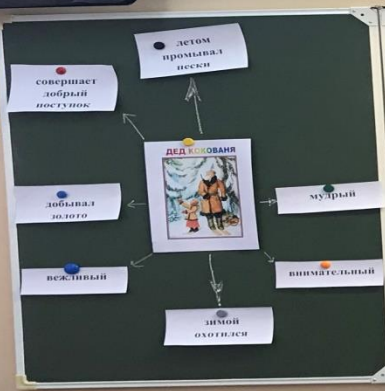 летом
промывал
пески
совершает
добрый
поступок
ДЕД КОКОВАНЯ
добывал
золото
мудрый
вежливый
внимательный
зимой
охотился